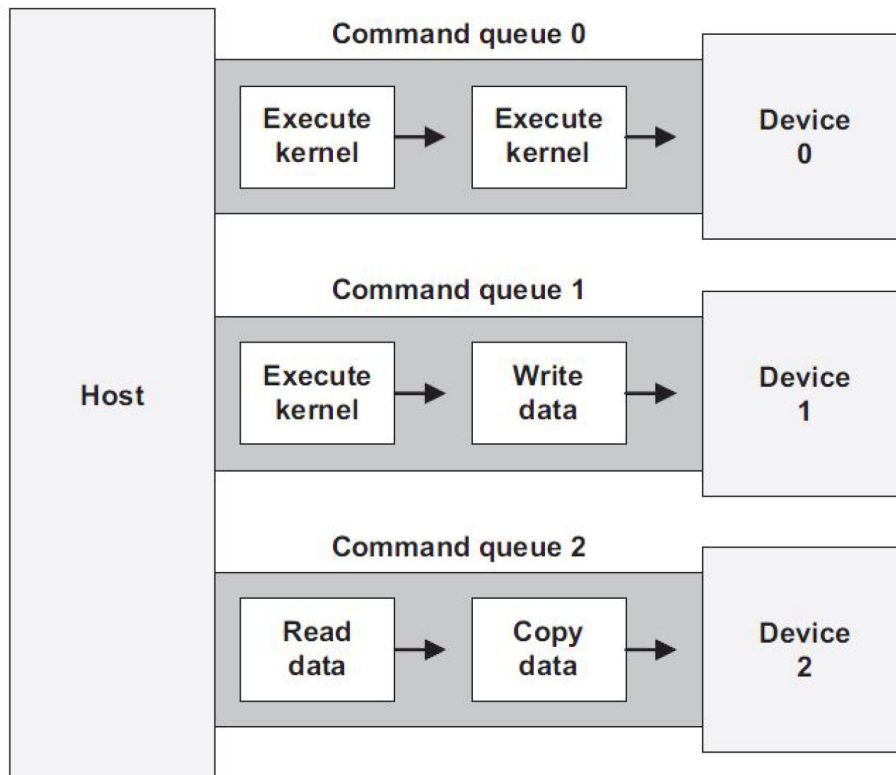 Command queue 0
Execute
kernel
Execute
kernel
Device
0
Command queue 1
Host
Execute
kernel
Write
data
Device
1
Command queue 2
Read
data
Copy
data
Device
2